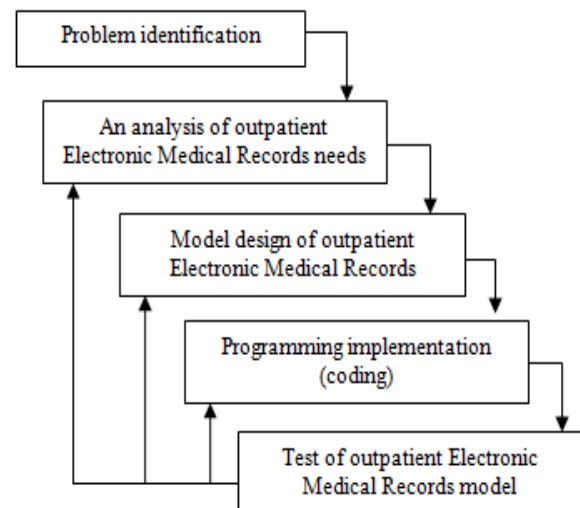 Problem identification
An analysis of outpatient
Electronic Medical Records needs
Model design of outpatient
Electronic Medical Records
Programming implementation
(coding)
Test of outpatient Electronic
Medical Records model